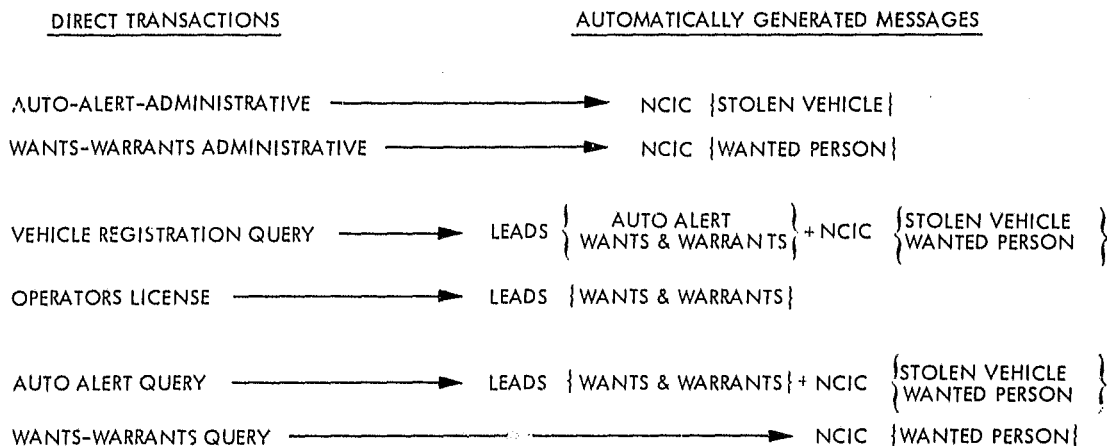 DIRECT TRANSACTIONS AUTOMATICALLY GENERATED MESSAGES
AUTO-ALERT-ADMINISTRATIVE NCIC {STOLEN VEHICLE}
WANTS-WARRANTS ADMINISTRATIVE NCIC {WANTED PERSON}
VEHICLE REGISTRATION QUERY LEADS { AUTO ALERT WANTS & WARRANTS } + NCIC { STOLEN VEHICLE WANTED PERSON }
OPERATORS LICENSE LEADS {WANTS & WARRANTS}
AUTO ALERT QUERY LEADS {WANTS & WARRANTS} + NCIC { STOLEN VEHICLE WANTED PERSON }
WANTS-WARRANTS QUERY NCIC {WANTED PERSON}